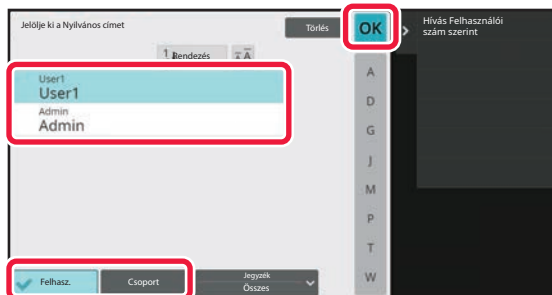 Jelölje ki a Nyilvános címet
Törlés
OK
Hívás Felhasználói
szám szerint
1 Rendezés
A
User1
User1
Admin
Admin
A
D
G
J
M
P
T
W
Felhasz.
Csoport
Jegyzék
Összes